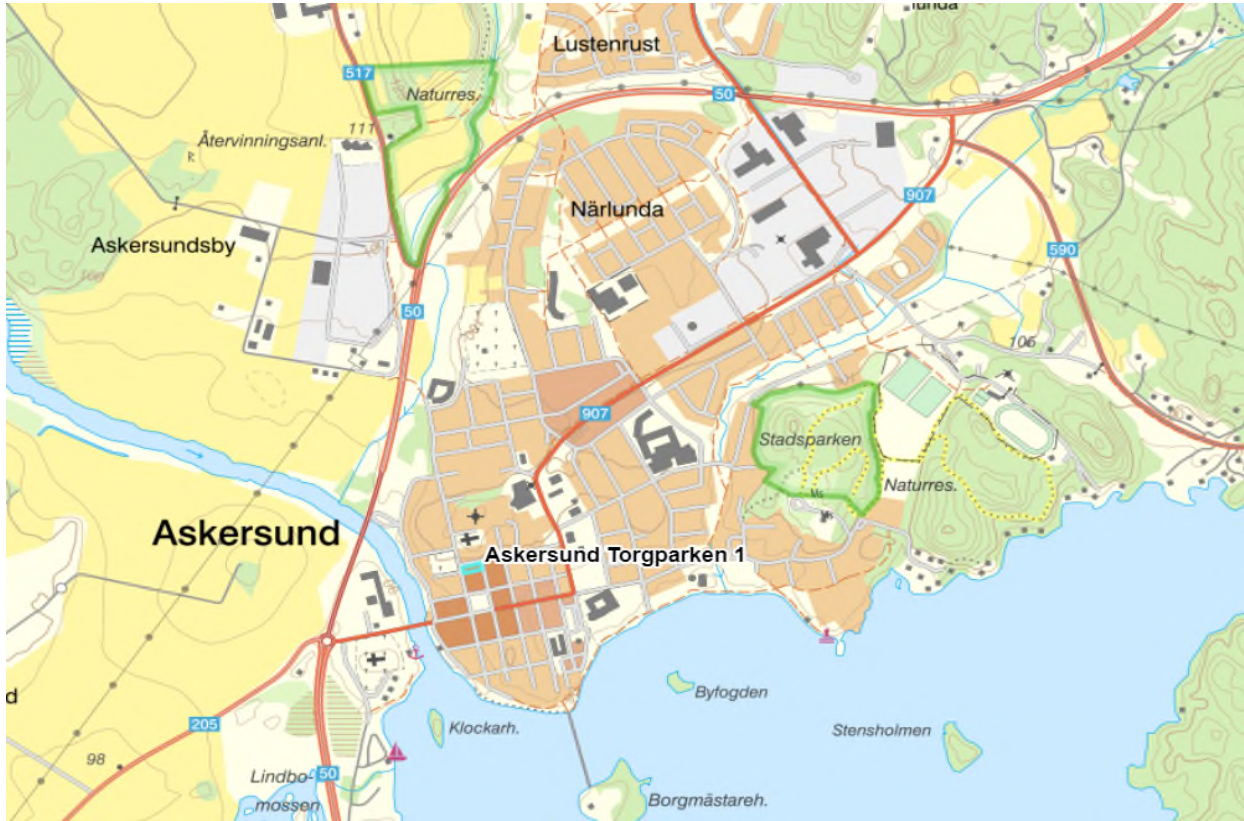 Lustenrust
517
Naturres.
50
Återvinningsanl.
111
R
Närlunda
907
Askersundsby
590
50
106
907
Stadsparken
Naturres.
Askersund
Askersund Torgparken 1
Byfogden
205
Klockarh.
Stensholmen
98
50
Lindbo-
mossen
Borgmästareh.